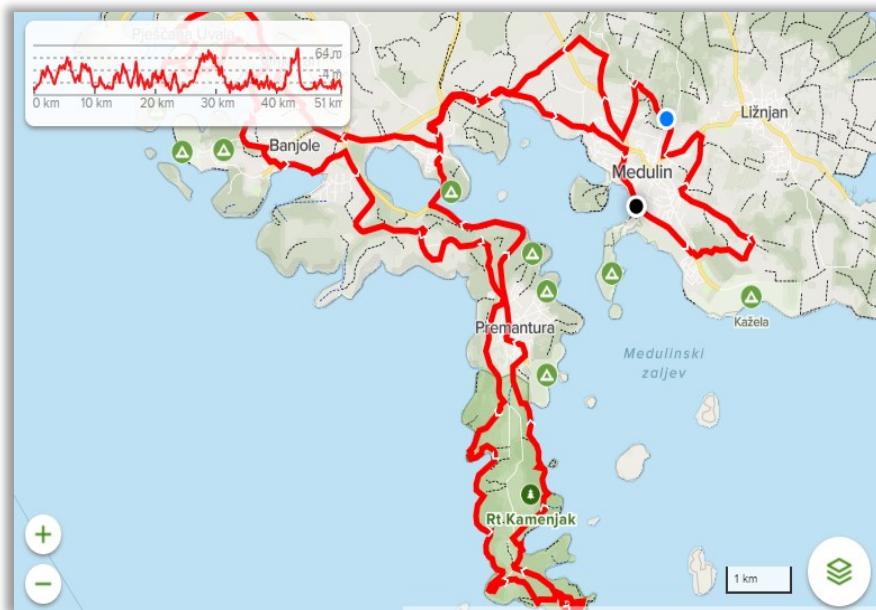 Pješčana Uvala
64 m
4 m
0 km 10 km 20 km 30 km 40 km 51 km
Banjole
Ližnjan
Medulin
Premantura
Kažela
Medulinski
zaljev
Rt.Kamenjak
+
1 km
−